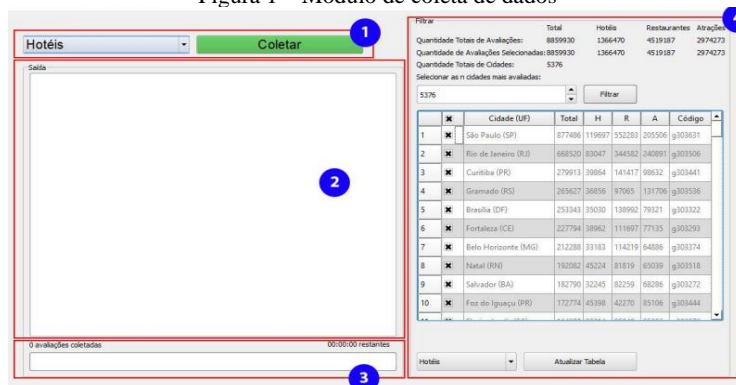 Figura 1 – Módulo de coleta de dados
Hotéis Coletar
1
Saída
2
0 avaliações coletadas 00:00:00 restantes
3
4
Filtrar
Total Hotéis Restaurantes Atrações
Quantidade Totais de Avaliações: 8859930 1366470 4519187 2974273
Quantidade de Avaliações Selecionadas: 8859930 1366470 4519187 2974273
Quantidade Totais de Cidades: 5376
Selecionar as n cidades mais avaliadas:
5376 Filtrar
Cidade (UF) Total H R A Código
1 São Paulo (SP) 877486 119697 552283 205506 g303631
2 Rio de Janeiro (RJ) 668520 83047 344582 240891 g303506
3 Curitiba (PR) 279913 39864 141417 98632 g303441
4 Gramado (RS) 265627 36856 97065 131706 g303536
5 Brasília (DF) 253343 35030 138992 79321 g303322
6 Fortaleza (CE) 227794 38962 111697 77135 g303293
7 Belo Horizonte (MG) 212288 33183 114219 64886 g303374
8 Natal (RN) 192082 45224 81819 65039 g303518
9 Salvador (BA) 182790 32245 82259 68286 g303272
10 Foz do Iguaçu (PR) 172774 45398 42270 85106 g303444
Hotéis Atualizar Tabela